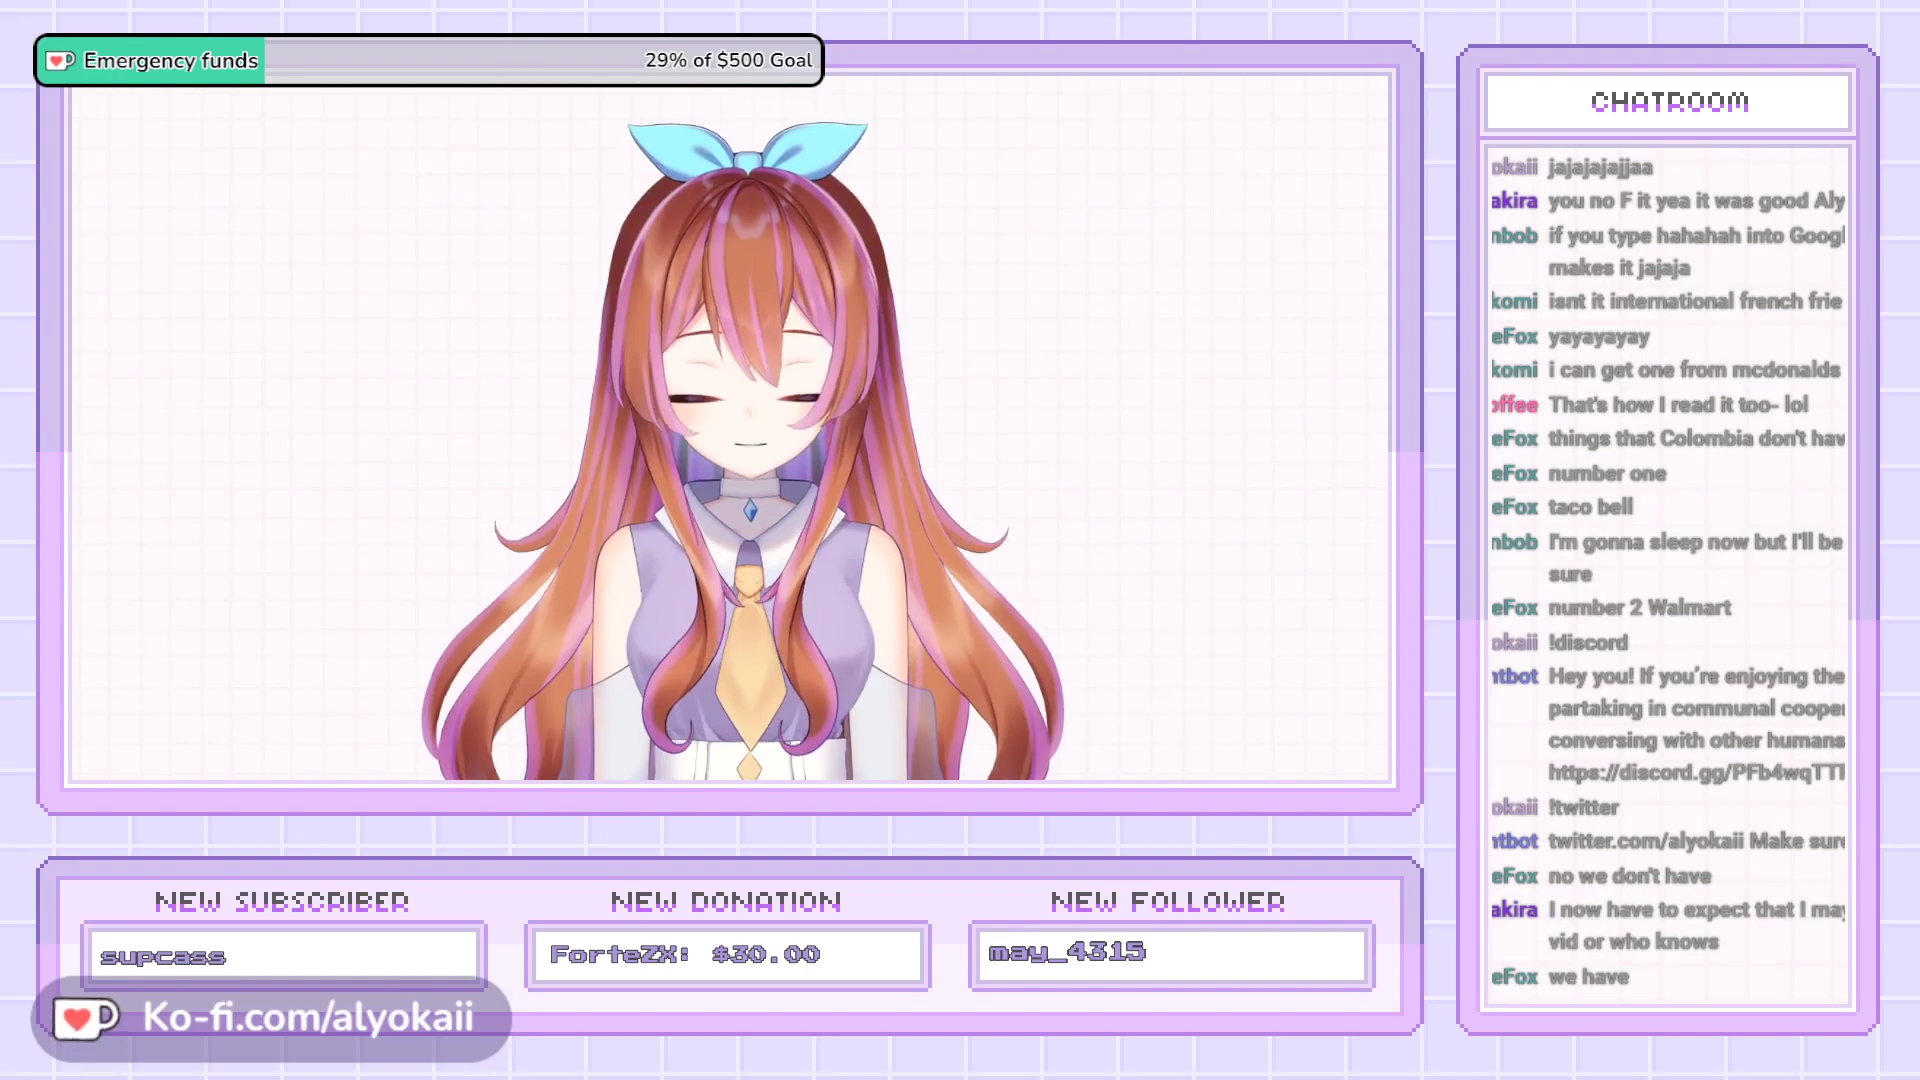 Emergency funds
29% of $500 Goal
CHATROOM
okaii jajajajajjaa
akira you no F it yea it was good Aly
nbob if you type hahahah into Googl
makes it jajaja
komi isnt it international french frie
eFox yayayayay
komi i can get one from mcdonalds
offee That's how I read it too- lol
eFox things that Colombia don't hav
eFox number one
eFox taco bell
nbob I'm gonna sleep now but I'll be
sure
eFox number 2 Walmart
okaii !discord
ntbot Hey you! If you’re enjoying the
partaking in communal cooper
conversing with other humans
https://discord.gg/PFb4wqTT
okaii !twitter
ntbot twitter.com/alyokaii Make sure
eFox no we don't have
akira I now have to expect that I may
vid or who knows
eFox we have
NEW SUBSCRIBER
supcass
NEW DONATION
ForteZX: $30.00
NEW FOLLOWER
may_4315
Ko-fi.com/alyokaii